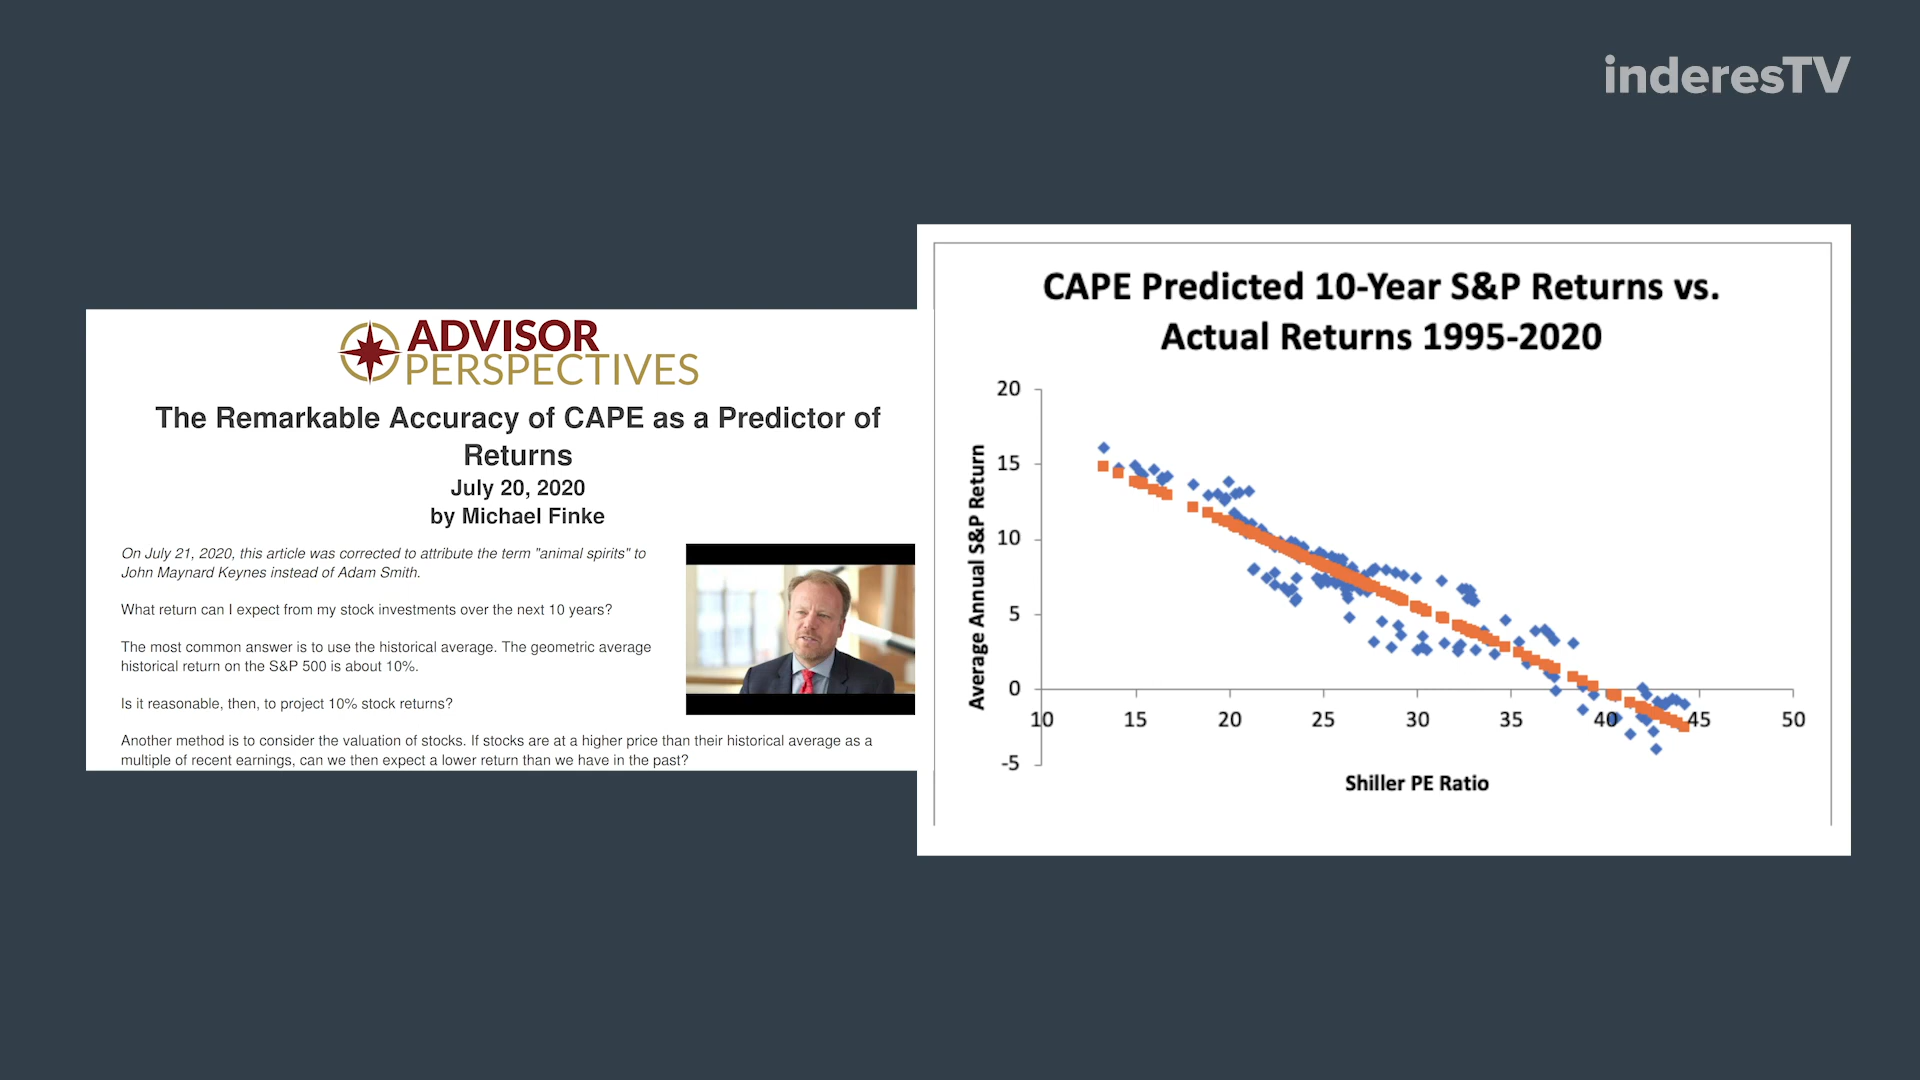 inderesTV
ADVISOR
PERSPECTIVES
The Remarkable Accuracy of CAPE as a Predictor of
Returns
July 20, 2020
by Michael Finke
On July 21, 2020, this article was corrected to attribute the term "animal spirits" to
John Maynard Keynes instead of Adam Smith.
What return can I expect from my stock investments over the next 10 years?
The most common answer is to use the historical average. The geometric average
historical return on the S&P 500 is about 10%.
Is it reasonable, then, to project 10% stock returns?
Another method is to consider the valuation of stocks. If stocks are at a higher price than their historical average as a
multiple of recent earnings, can we then expect a lower return than we have in the past?
CAPE Predicted 10-Year S&P Returns vs.
Actual Returns 1995-2020
Average Annual S&P Return
20
15
10
5
0
-5
10 15 20 25 30 35 40 45 50
Shiller PE Ratio